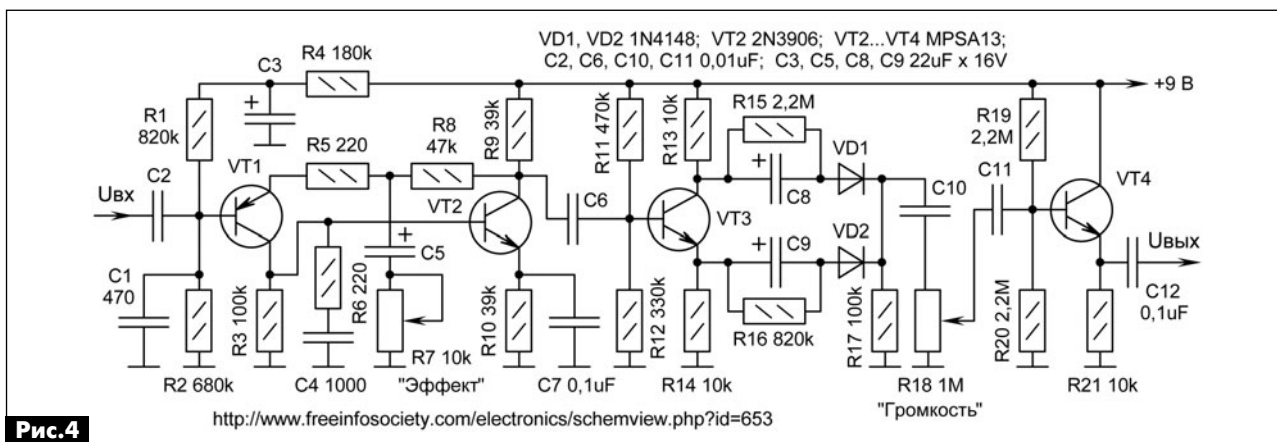 VD1, VD2 1N4148; VT2 2N3906; VT2...VT4 MPSA13;
C2, C6, C10, C11 0,01uF; C3, C5, C8, C9 22uF x 16V
C3
R4 180k
+9 В
R1
820k
R5 220
R8
47k
R9 39k
R11 470k
R13 10k
R15 2,2M
VD1
R19
2,2M
Uвх
C2
VT1
VT2
C6
VT3
C8
C10
C11
VT4
C1
470
C5
C9
VD2
Uвых
R3 100k
R6 220
R10 39k
R12 330k
R16 820k
R17 100k
R20 2,2M
C12
0,1uF
R2 680k
C4 1000
R7 10k
"Эффект"
C7 0,1uF
R14 10k
R18 1M
"Громкость"
R21 10k
http://www.freeinfosociety.com/electronics/schemview.php?id=653
Рис.4